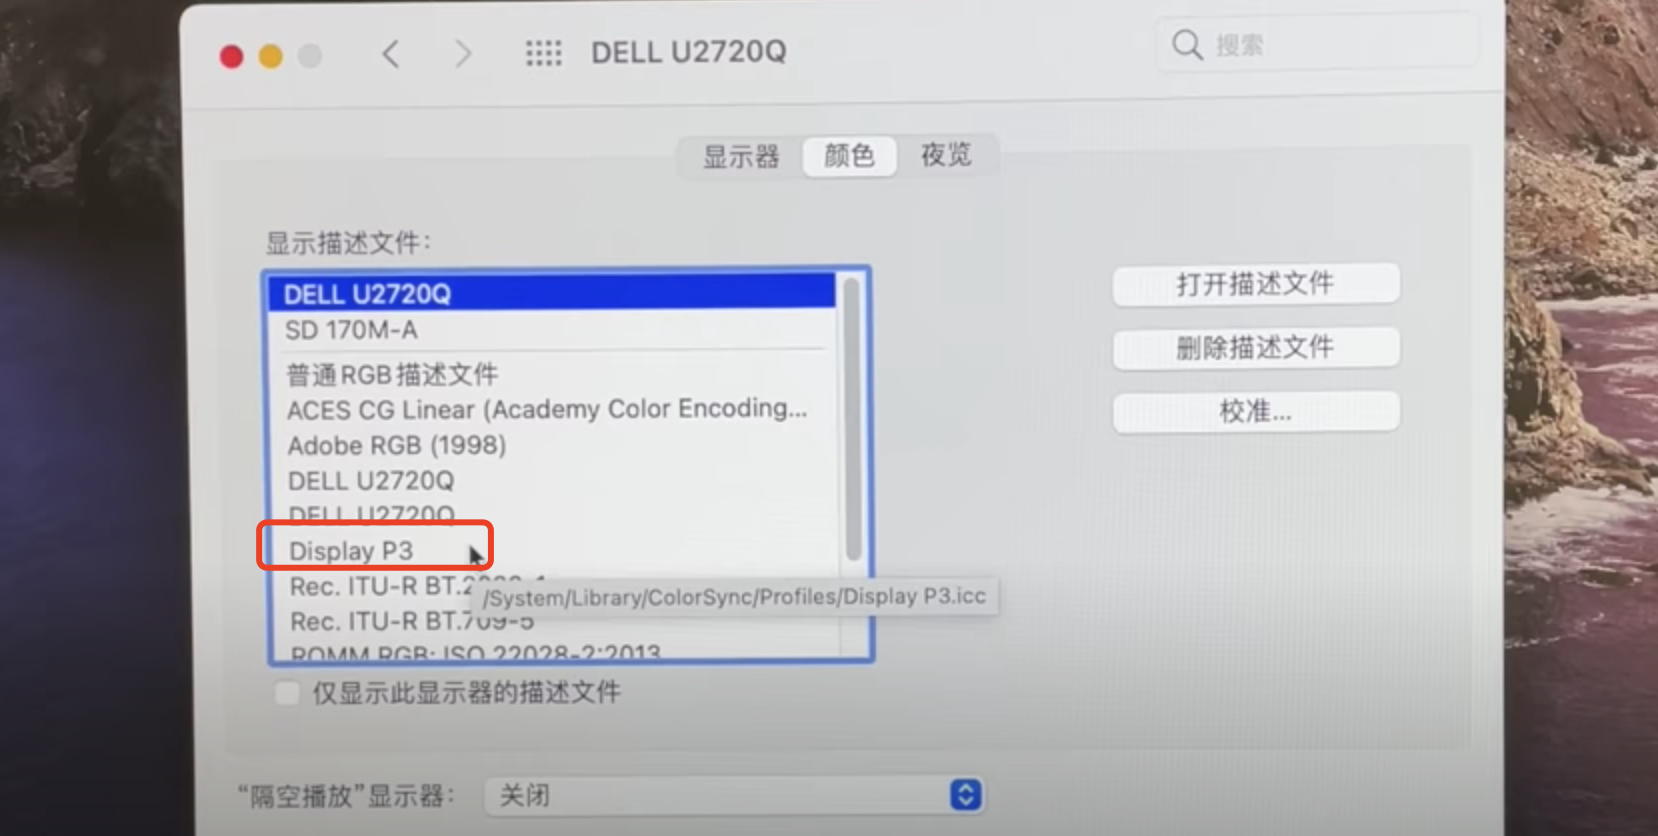 DELL U2720Q
搜索
显示器
颜色
夜览
显示描述文件：
DELL U2720Q
SD 170M-A
普通RGB描述文件
ACES CG Linear (Academy Color Encoding...
Adobe RGB (1998)
DELL U2720Q
DELL U2720Q
Display P3
Rec. ITU-R BT.
/System/Library/ColorSync/Profiles/Display P3.icc
Rec. ITU-R BT.709-5
ROMM RGB: ISO 22028-2:2013
仅显示此显示器的描述文件
打开描述文件
删除描述文件
校准...
“隔空播放”显示器：
关闭